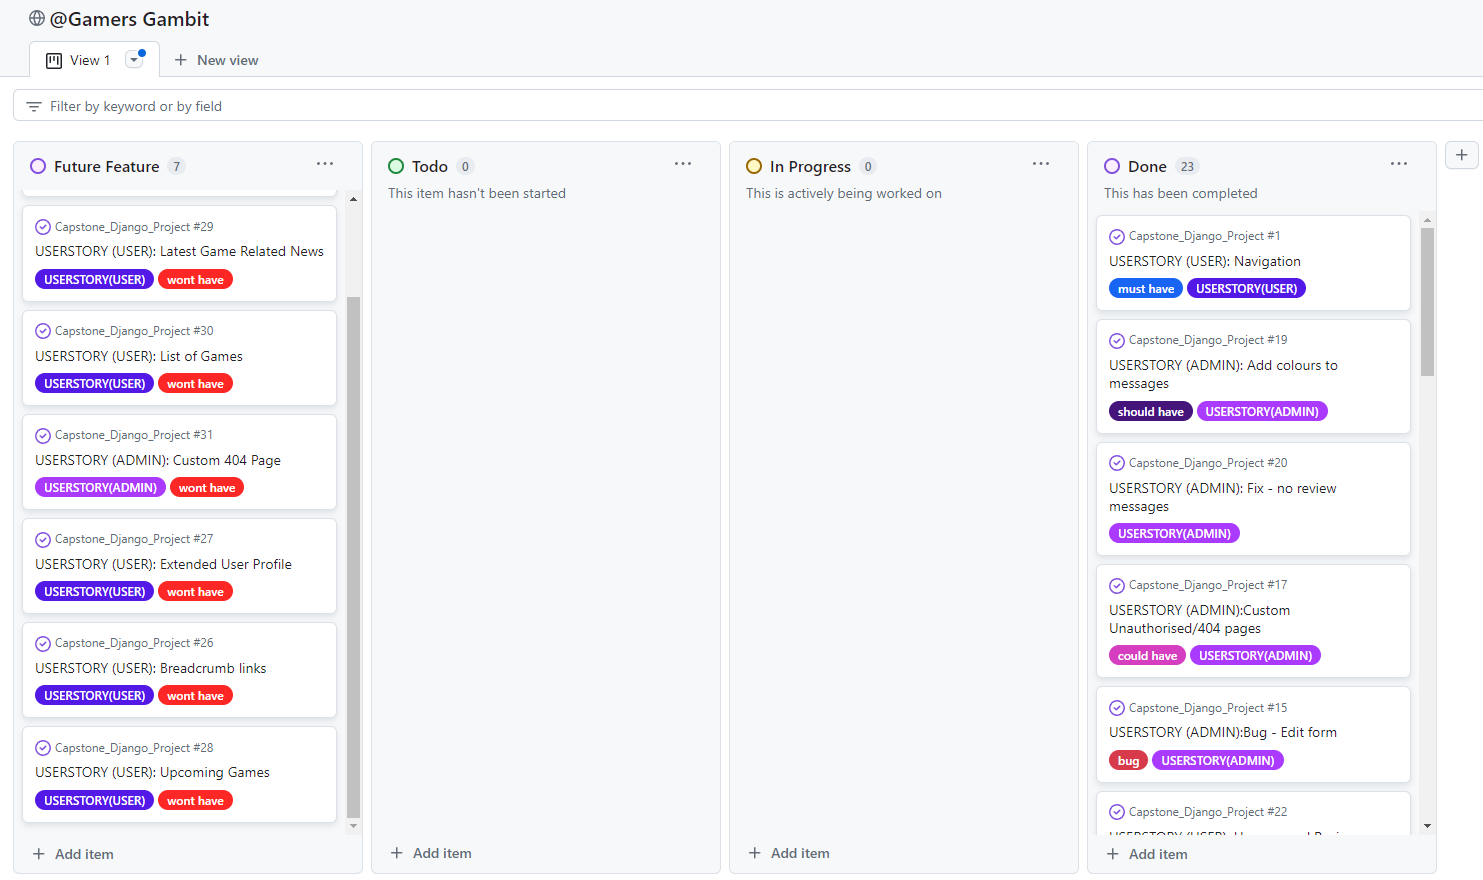 @Gamers Gambit
View 1
New view
Filter by keyword or by field
Future Feature 7
Capstone_Django_Project #29
USERSTORY (USER): Latest Game Related News
USERSTORY(USER) wont have
Capstone_Django_Project #30
USERSTORY (USER): List of Games
USERSTORY(USER) wont have
Capstone_Django_Project #31
USERSTORY (ADMIN): Custom 404 Page
USERSTORY(ADMIN) wont have
Capstone_Django_Project #27
USERSTORY (USER): Extended User Profile
USERSTORY(USER) wont have
Capstone_Django_Project #26
USERSTORY (USER): Breadcrumb links
USERSTORY(USER) wont have
Capstone_Django_Project #28
USERSTORY (USER): Upcoming Games
USERSTORY(USER) wont have
Add item
Todo 0
This item hasn't been started
Add item
In Progress 0
This is actively being worked on
Add item
Done 23
This has been completed
Capstone_Django_Project #1
USERSTORY (USER): Navigation
must have USERSTORY(USER)
Capstone_Django_Project #19
USERSTORY (ADMIN): Add colours to
messages
should have USERSTORY(ADMIN)
Capstone_Django_Project #20
USERSTORY (ADMIN): Fix - no review
messages
USERSTORY(ADMIN)
Capstone_Django_Project #17
USERSTORY (ADMIN):Custom
Unauthorised/404 pages
could have USERSTORY(ADMIN)
Capstone_Django_Project #15
USERSTORY (ADMIN):Bug - Edit form
bug USERSTORY(ADMIN)
Capstone_Django_Project #22
Add item